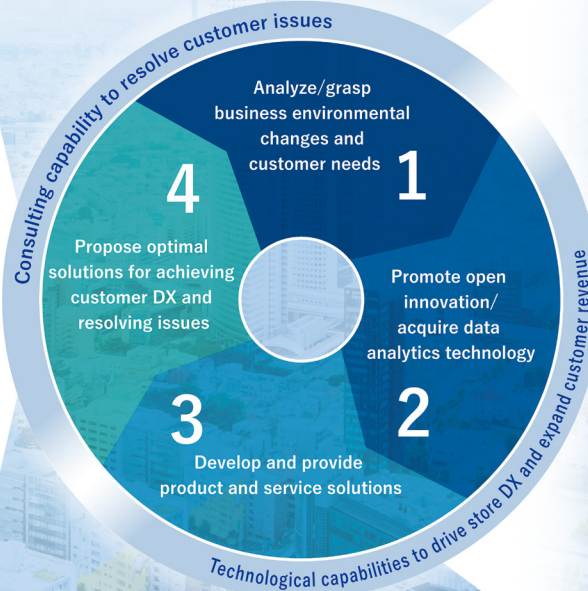 Consulting capability to resolve customer issues
Analyze/grasp
business environmental
changes and
customer needs
1
Promote open
innovation/
acquire data
analytics technology
2
3
Develop and provide
product and service solutions
4
Propose optimal
solutions for achieving
customer DX and
resolving issues
Technological capabilities to drive store DX and expand customer revenue